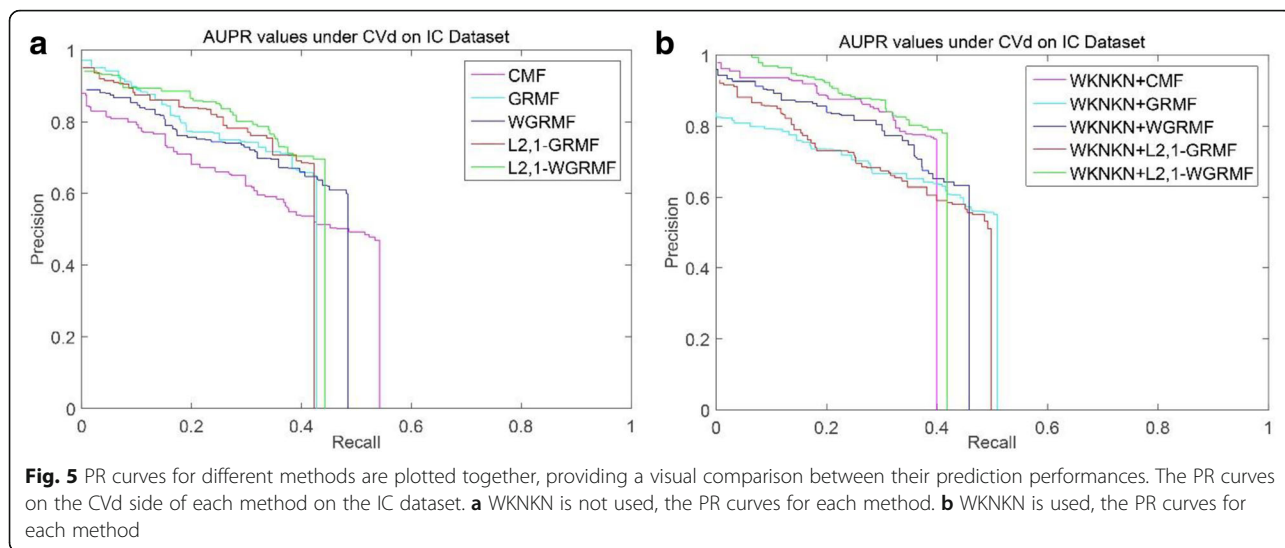 a
AUPR values under CVd on IC Dataset
1
0.8
0.6
0.4
0.2
0
Precision
0
0.2
0.4
0.6
0.8
1
Recall
CMF
GRMF
WGRMF
L2,1-GRMF
L2,1-WGRMF
b
AUPR values under CVd on IC Dataset
1
0.8
0.6
0.4
0.2
0
Precision
0
0.2
0.4
0.6
0.8
1
Recall
WKNKN+CMF
WKNKN+GRMF
WKNKN+WGRMF
WKNKN+L2,1-GRMF
WKNKN+L2,1-WGRMF
Fig. 5 PR curves for different methods are plotted together, providing a visual comparison between their prediction performances. The PR curves
on the CVd side of each method on the IC dataset. a WKNKN is not used, the PR curves for each method. b WKNKN is used, the PR curves for
each method